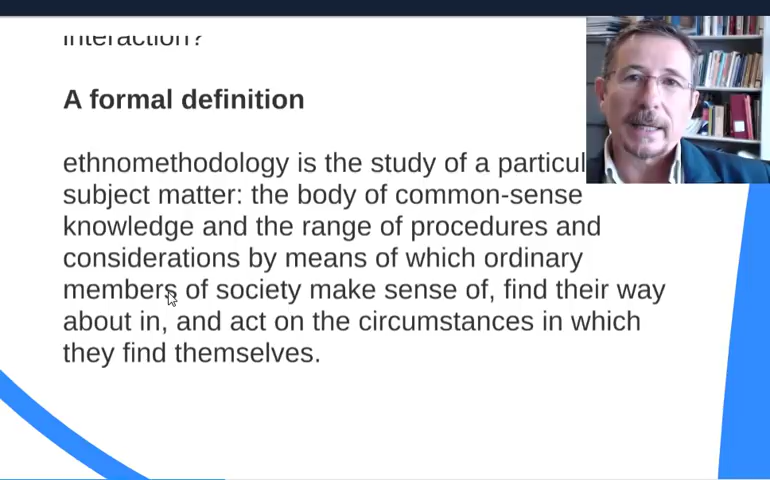 interaction?
A formal definition
ethnomethodology is the study of a particul
subject matter: the body of common-sense
knowledge and the range of procedures and
considerations by means of which ordinary
members of society make sense of, find their way
about in, and act on the circumstances in which
they find themselves.